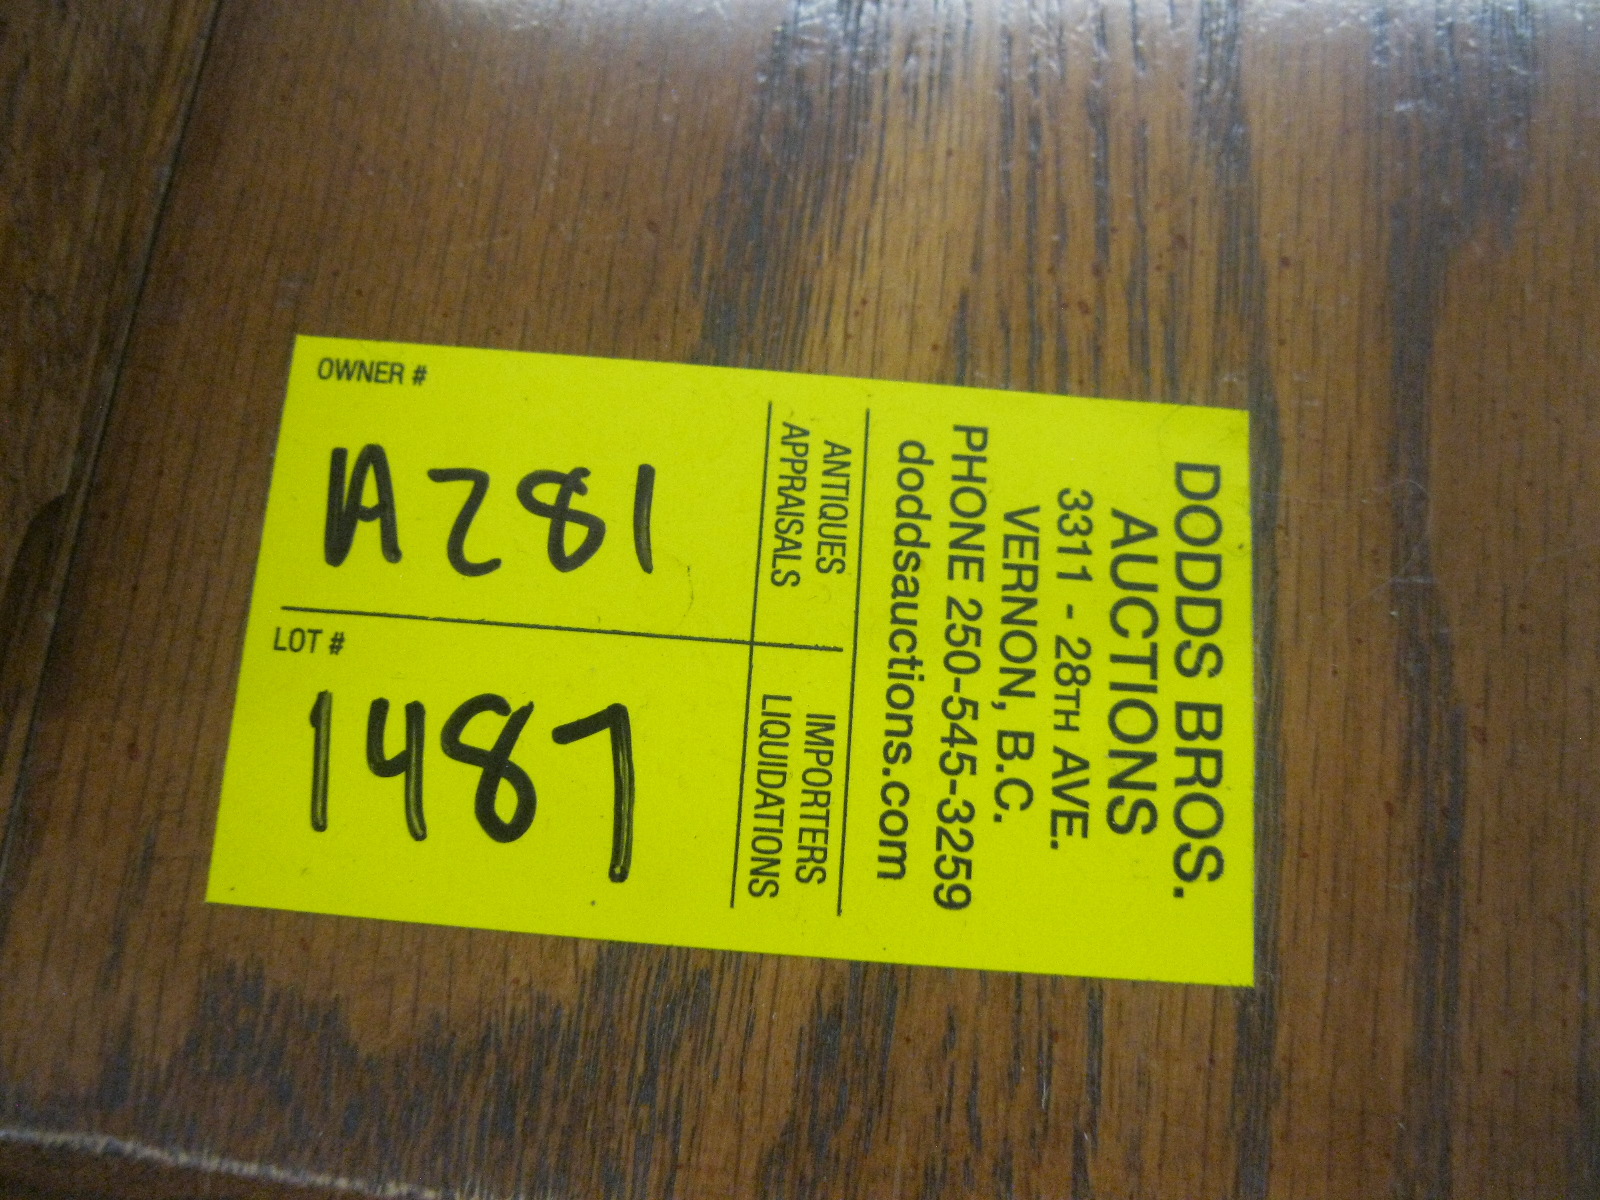 DODDS BROS.
AUCTIONS
3311 - 28TH AVE.
VERNON, B.C.
PHONE 250-545-3259
doddsauctions.com
ANTIQUES
APPRAISALS
IMPORTERS
LIQUIDATIONS
OWNER #
A281
LOT #
1487